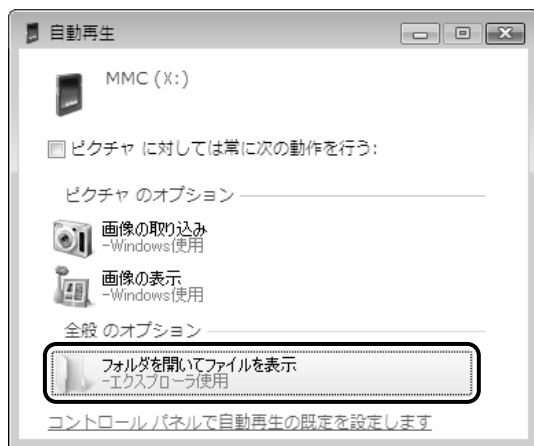 自動再生
MMC (X:)
ピクチャ に対しては常に次の動作を行う:
ピクチャ のオプション
画像の取り込み
-Windows使用
画像の表示
-Windows使用
全般 のオプション
フォルダを開いてファイルを表示
-エクスプローラ使用
コントロール パネルで自動再生の既定を設定します